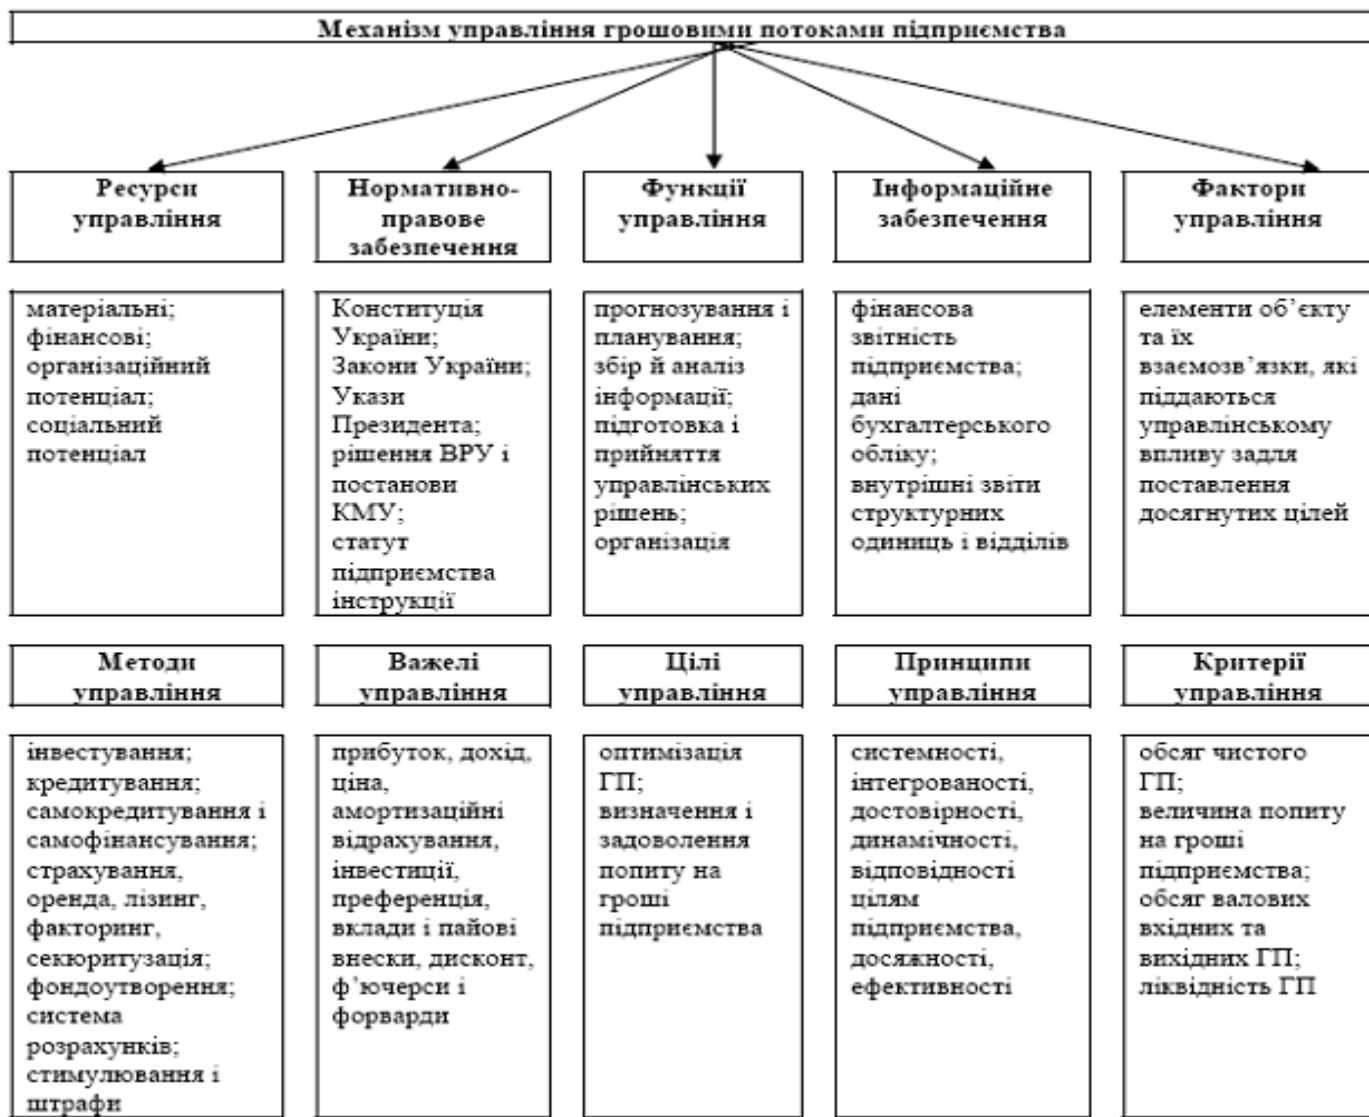 Механізм управління грошовими потоками підприємства
Ресурси
управління
Нормативно-
правове
забезпечення
Функції
управління
Інформаційне
забезпечення
Фактори
управління
матеріальні;
фінансові;
організаційний
потенціал;
соціальний
потенціал
Конституція
України;
Закони України;
Укази
Президента;
рішення ВРУ і
постанови
КМУ;
статут
підприємства
інструкції
прогнозування і
планування;
збір й аналіз
інформації;
підготовка і
прийняття
управлінських
рішень;
організація
фінансова
звітність
підприємства;
дані
бухгалтерського
обліку;
внутрішні звіти
структурних
одиниць і відділів
елементи об’єкту
та їх
взаємозв’язки, які
піддаються
управлінському
впливу задля
поставлення
досягнутих цілей
Методи
управління
Важелі
управління
Цілі
управління
Принципи
управління
Критерії
управління
інвестування;
кредитування;
самокредитування і
самофінансування;
страхування,
оренда, лізинг,
факторинг,
секюритузація;
фондоутворення;
система
розрахунків;
стимулювання і
штрафи
прибуток, дохід,
ціна,
амортизаційні
відрахування,
інвестиції,
преференція,
вклади і пайові
внески, дисконт,
ф’ючерси і
форварди
оптимізація
ГП;
визначення і
задоволення
попиту на
гроші
підприємства
системності,
інтегрованості,
достовірності,
динамічності,
відповідності
цілям
підприємства,
досяжності,
ефективності
обсяг чистого
ГП;
величина попиту
на гроші
підприємства;
обсяг валових
вхідних та
вихідних ГП;
ліквідність ГП